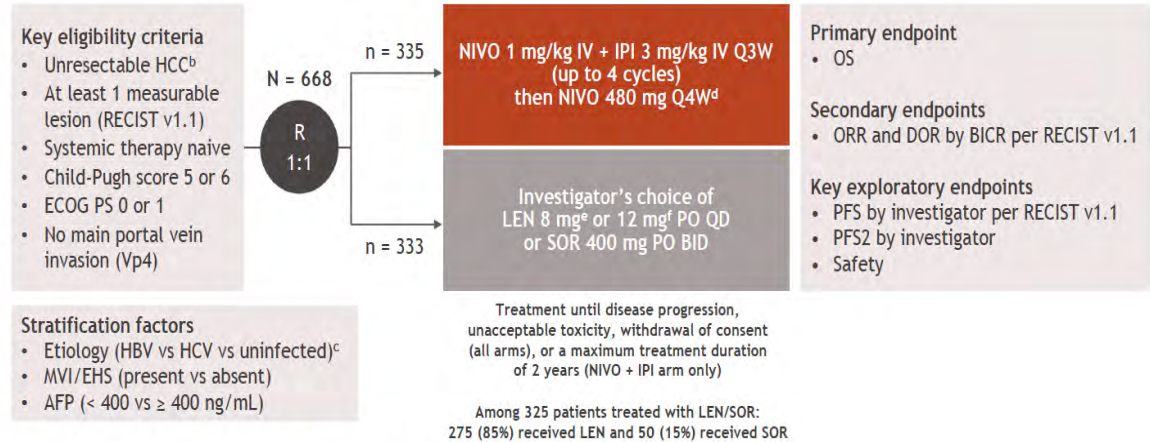 Key eligibility criteria
• Unresectable HCCᵇ
• At least 1 measurable
lesion (RECIST v1.1)
• Systemic therapy naive
• Child-Pugh score 5 or 6
• ECOG PS 0 or 1
• No main portal vein
invasion (Vp4)
Stratification factors
• Etiology (HBV vs HCV vs uninfected)ᶜ
• MVI/EHS (present vs absent)
• AFP (< 400 vs ≥ 400 ng/mL)
N = 668
R
1:1
n = 335
n = 333
NIVO 1 mg/kg IV + IPI 3 mg/kg IV Q3W
(up to 4 cycles)
then NIVO 480 mg Q4Wᵈ
Investigator's choice of
LEN 8 mgᵉ or 12 mgᶠ PO QD
or SOR 400 mg PO BID
Treatment until disease progression,
unacceptable toxicity, withdrawal of consent
(all arms), or a maximum treatment duration
of 2 years (NIVO + IPI arm only)
Among 325 patients treated with LEN/SOR:
275 (85%) received LEN and 50 (15%) received SOR
Primary endpoint
• OS
Secondary endpoints
• ORR and DOR by BICR per RECIST v1.1
Key exploratory endpoints
• PFS by investigator per RECIST v1.1
• PFS2 by investigator
• Safety